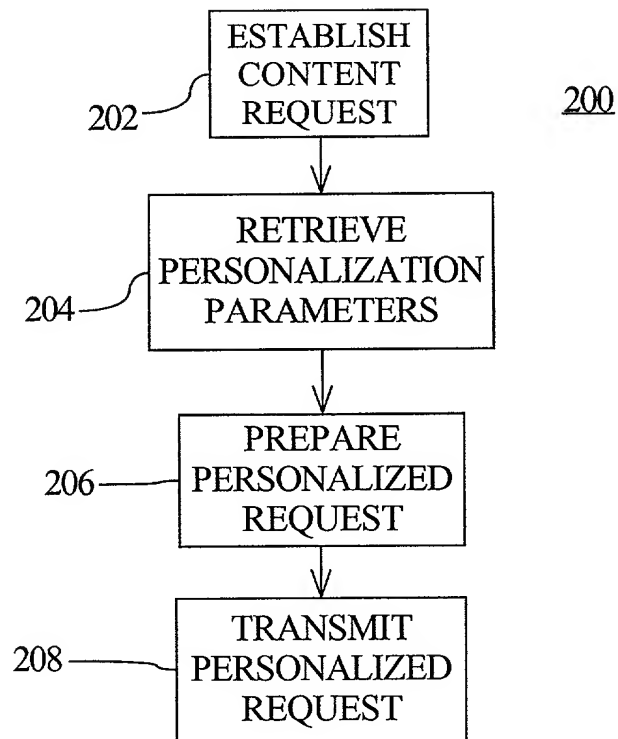 ESTABLISH
CONTENT
REQUEST
202
200
RETRIEVE
PERSONALIZATION
PARAMETERS
204
PREPARE
PERSONALIZED
REQUEST
206
TRANSMIT
PERSONALIZED
REQUEST
208